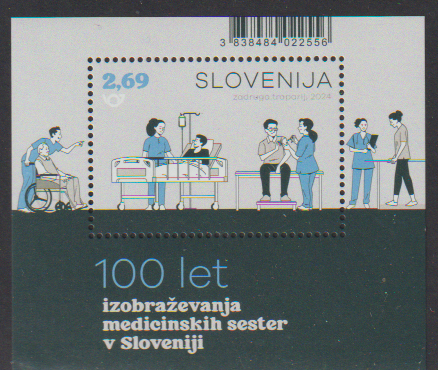 3 838484 022556
2,69
SLOVENIJA
100 let
izobraževanja
medicinskih sester
v Sloveniji